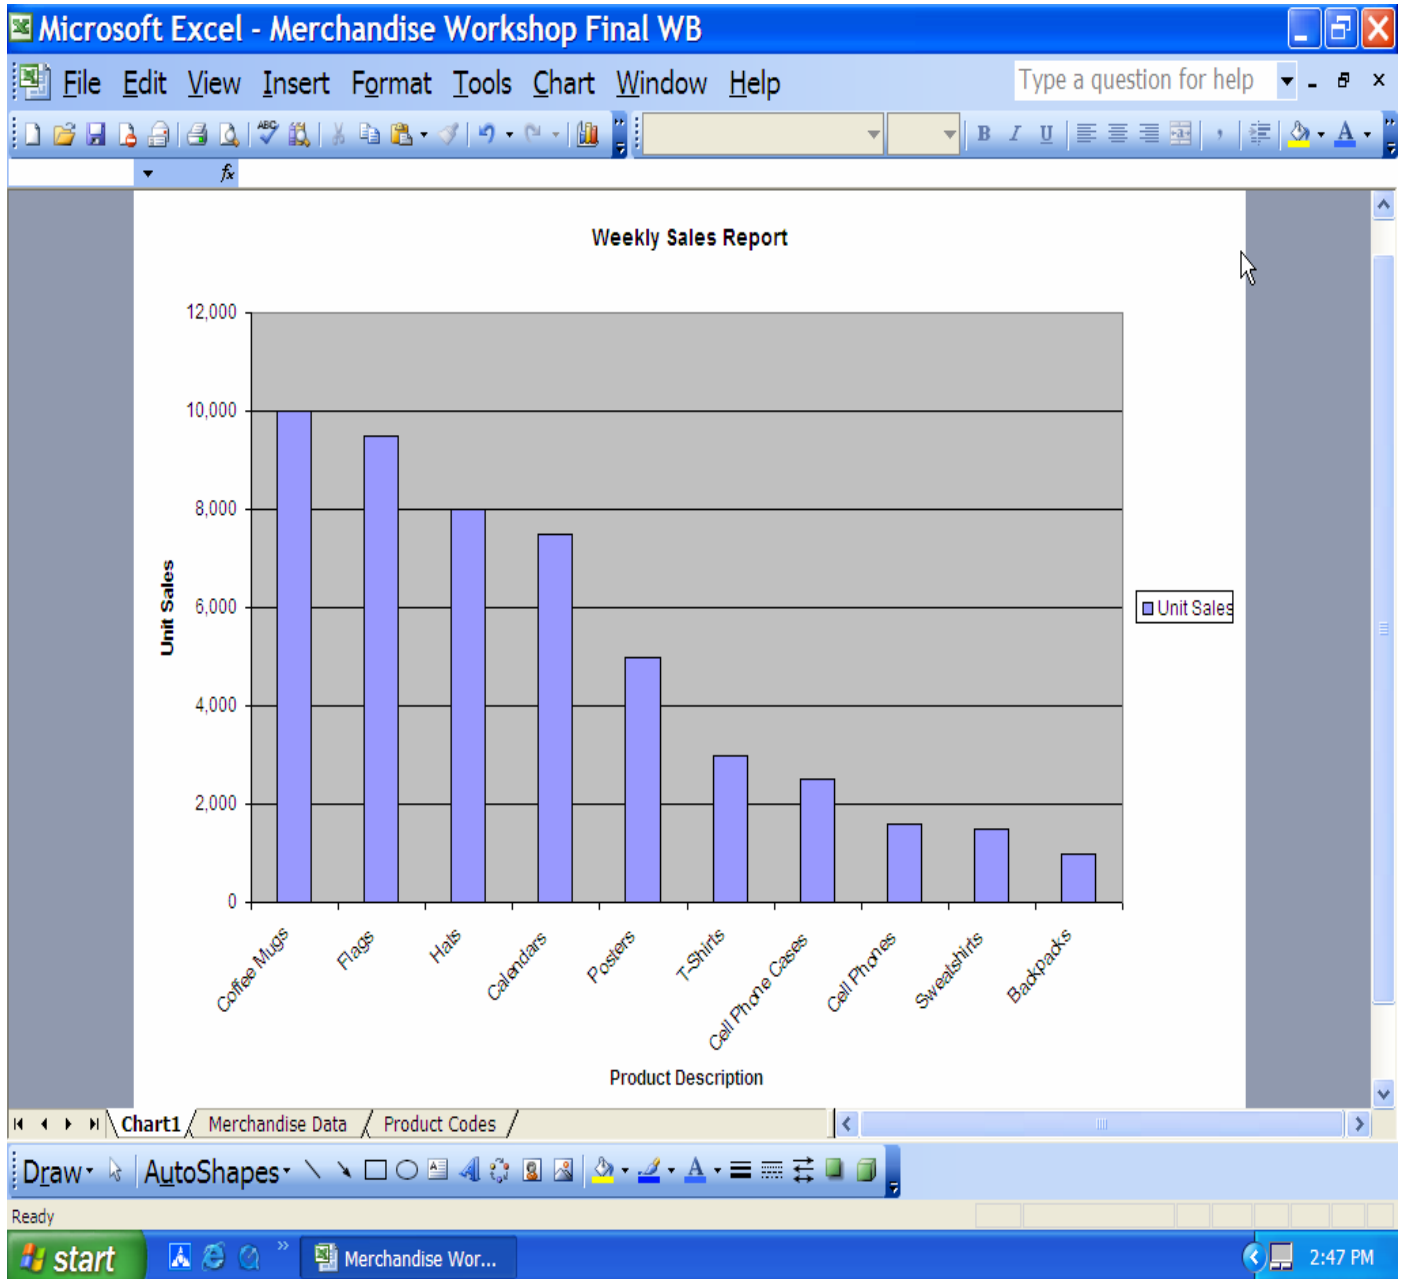 Microsoft Excel - Merchandise Workshop Final WB
File Edit View Insert Format Tools Chart Window Help Type a question for help
ABC B I U A
fx
Weekly Sales Report
12,000
10,000
8,000
6,000
4,000
2,000
0
Unit Sales
Unit Sales
Coffee Mugs
Flags
Hats
Calendars
Posters
T-Shirts
Cell Phone Cases
Cell Phones
Sweatshirts
Backpacks
Product Description
Chart1 Merchandise Data Product Codes
Draw AutoShapes A A
Ready
start Merchandise Wor... 2:47 PM